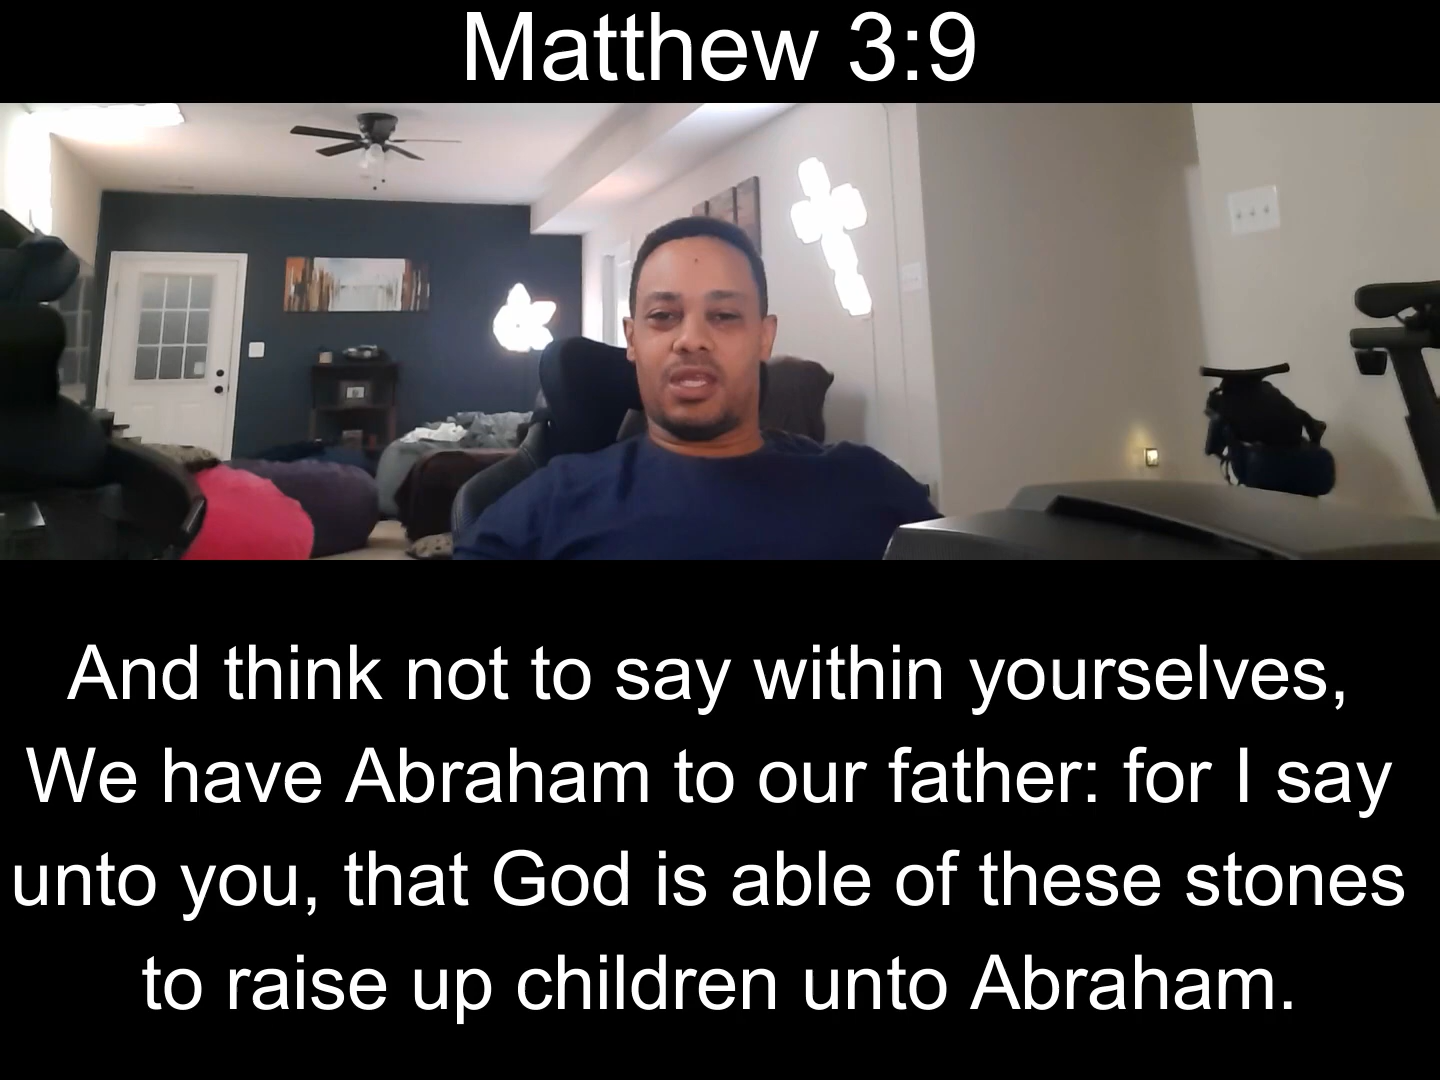 Matthew 3:9
And think not to say within yourselves,
We have Abraham to our father: for I say
unto you, that God is able of these stones
to raise up children unto Abraham.